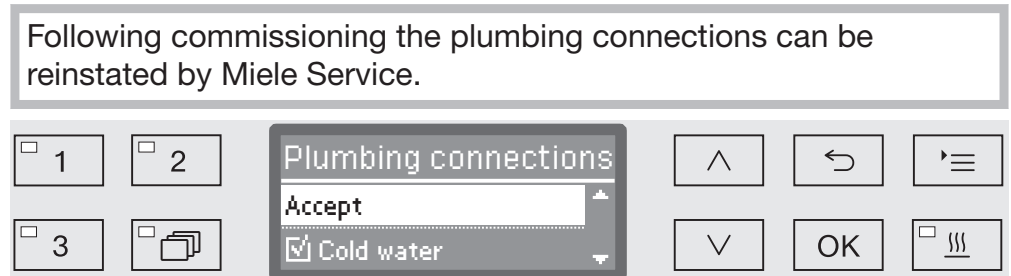 Following commissioning the plumbing connections can be
reinstated by Miele Service.
1 2 Plumbing connections
Accept
3 Cold water OK